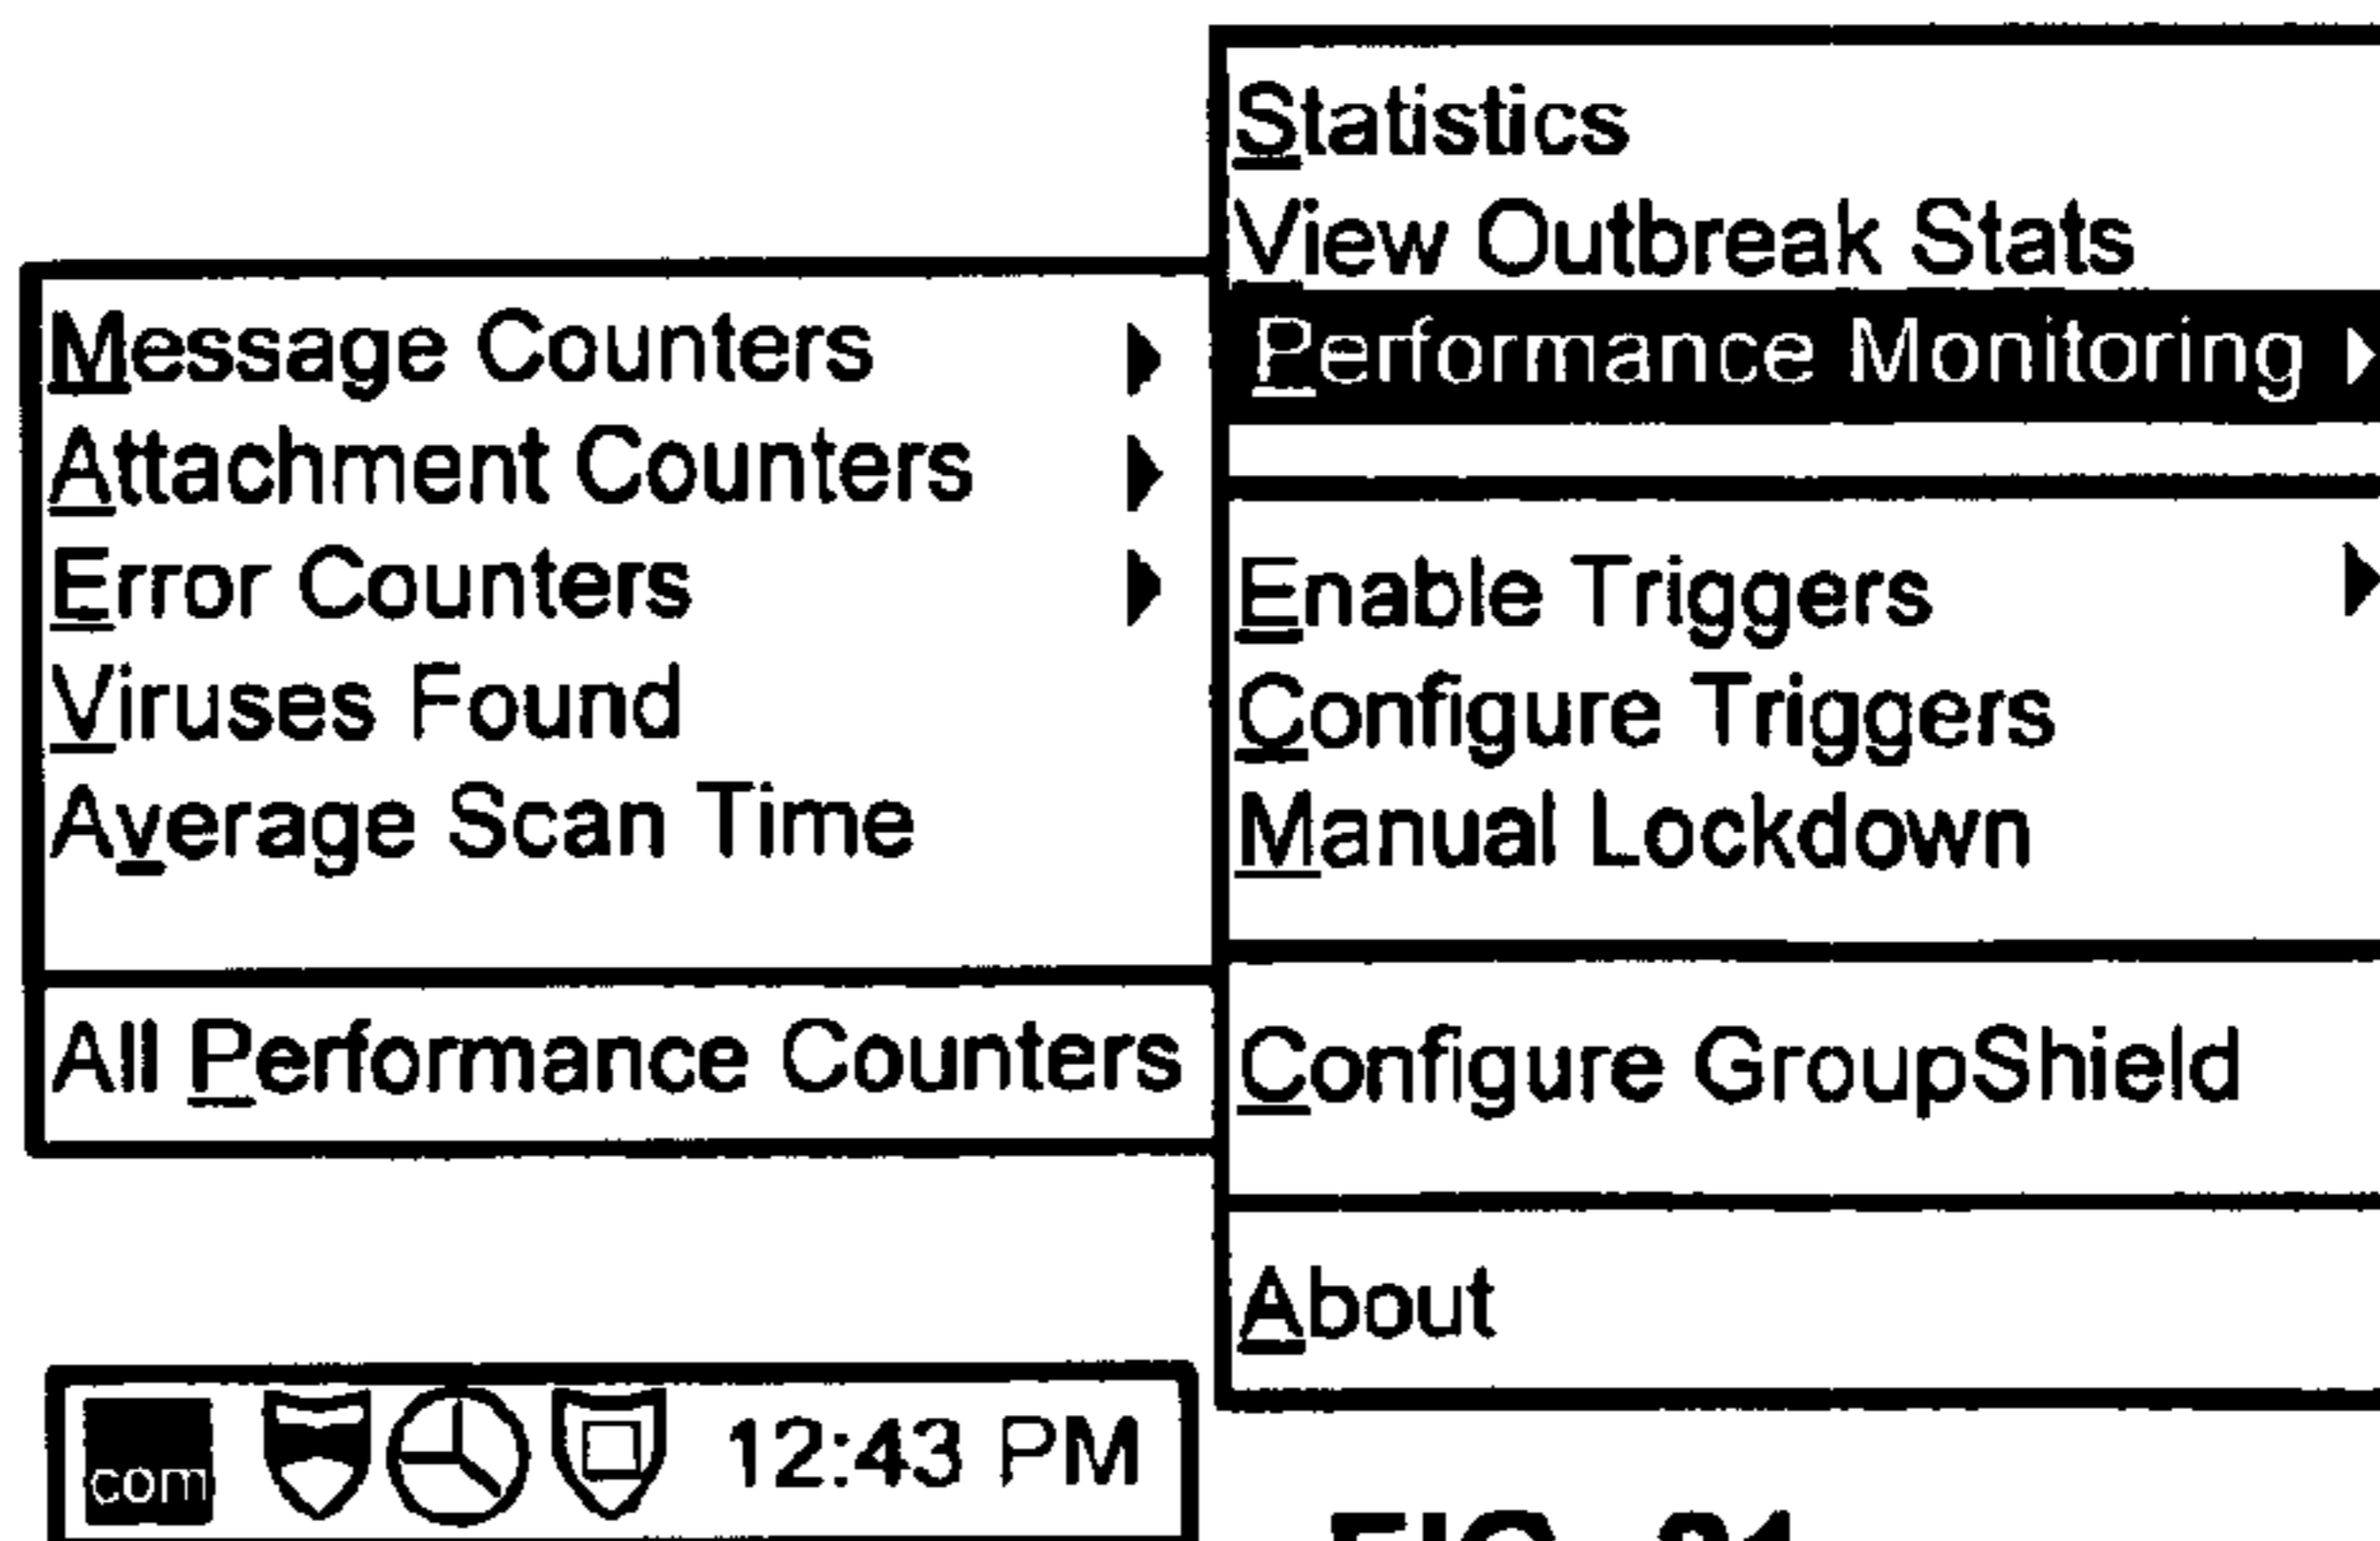 Statistics
View Outbreak Stats
Performance Monitoring
Enable Triggers
Configure Triggers
Manual Lockdown
Configure GroupShield
About
Message Counters
Attachment Counters
Error Counters
Viruses Found
Average Scan Time
All Performance Counters
com 12:43 PM